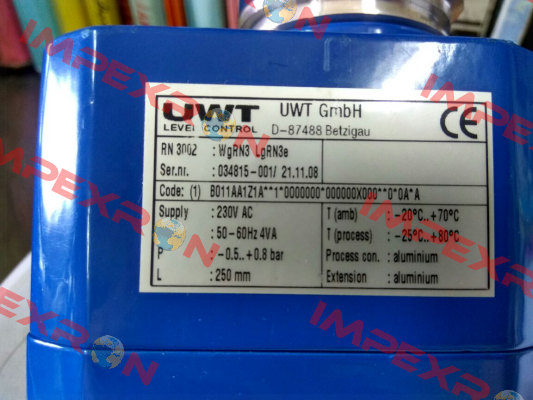 UWT
LEVEL CONTROL
UWT GmbH
D-87488 Betzigau
CE
RN 3002 : WgRN3 LgRN3e
Ser.nr. : 034815-001/ 21.11.08
Code: (1) B011AA1Z1A**1*0000000*000000X000**0*0A*A
Supply : 230V AC
: 50-60Hz 4VA
P : -0.5..+0.8 bar
L : 250 mm
T (amb) : -20°C..+70°C
T (process) : -25°C..+80°C
Process con. : aluminium
Extension : aluminium
IMPEXRON
IMPEXRON
IMPEXRON
IMPEXRON